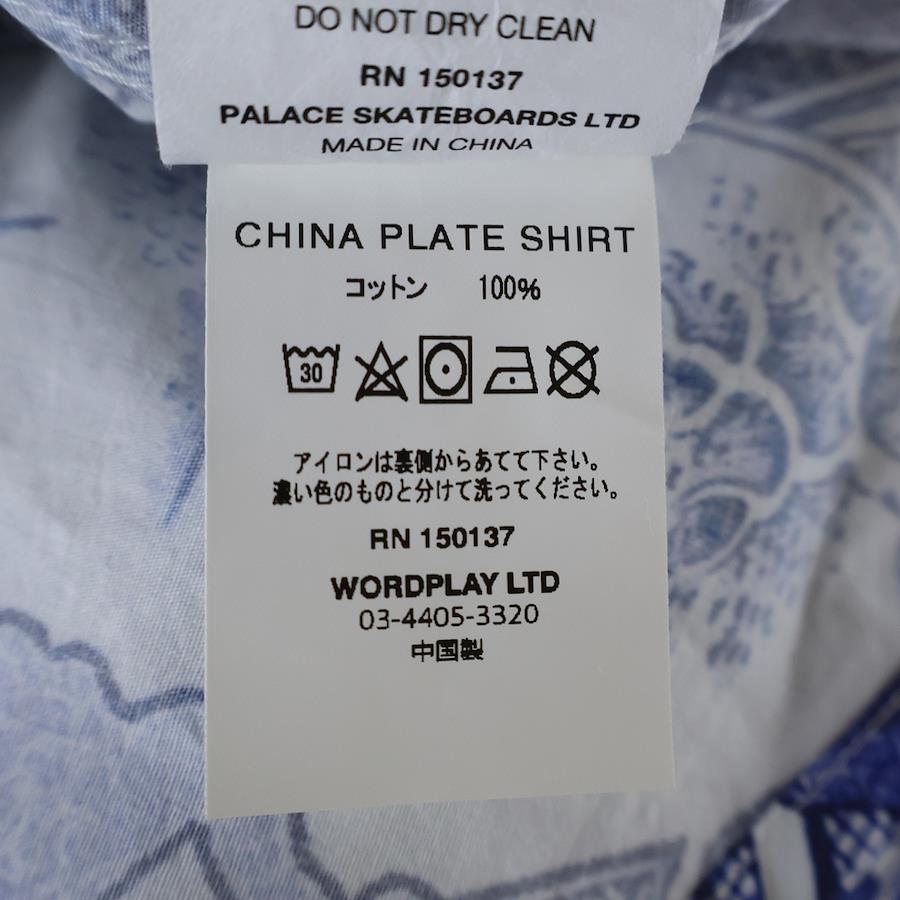 DO NOT DRY CLEAN
RN 150137
PALACE SKATEBOARDS LTD
MADE IN CHINA
CHINA PLATE SHIRT
コットン 100%
30
アイロンは裏側からあてて下さい。
濃い色のものと分けて洗ってください。
RN 150137
WORDPLAY LTD
03-4405-3320
中国製